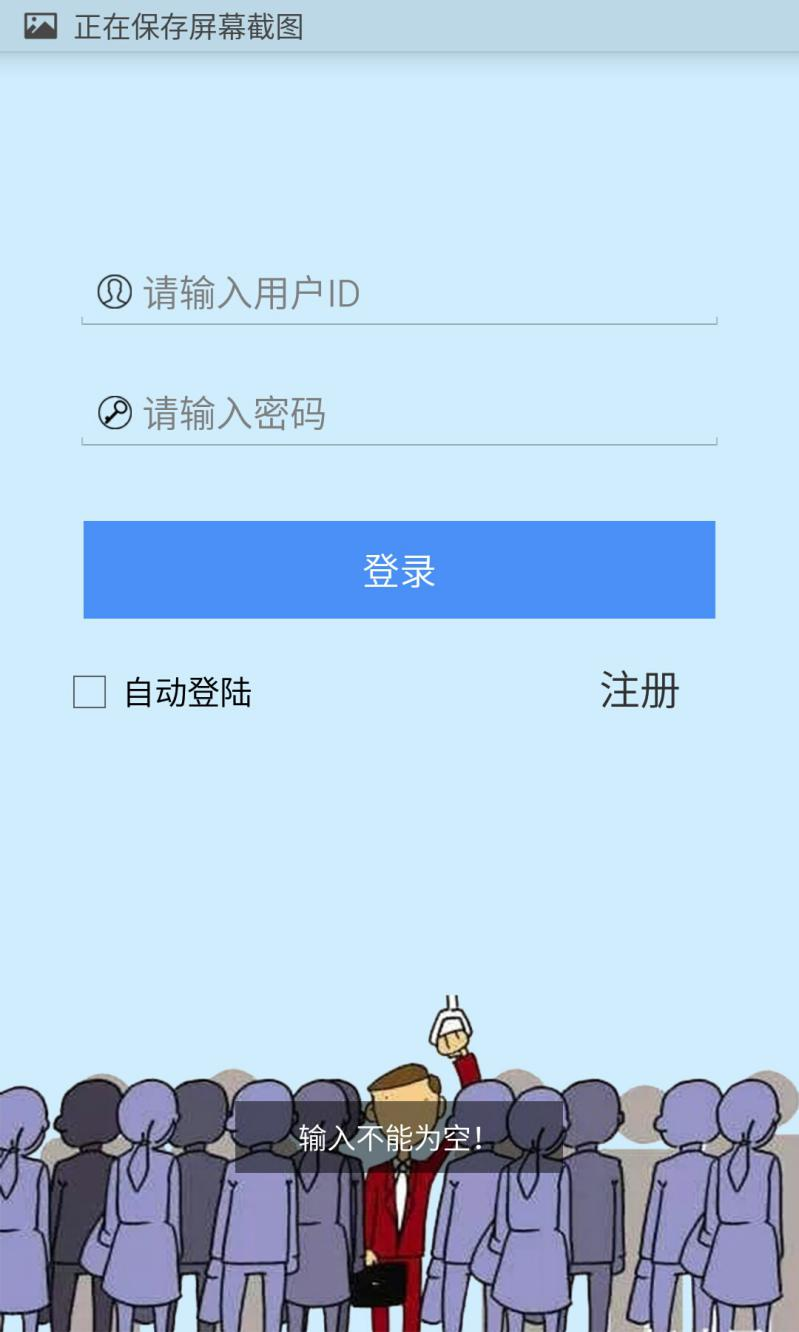 正在保存屏幕截图
请输入用户ID
请输入密码
登录
自动登陆 注册
输入不能为空!